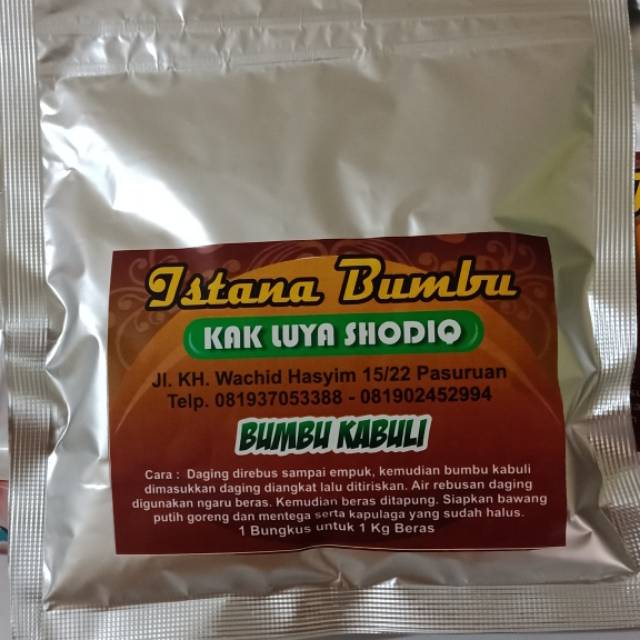 Istana Bumbu
KAK LUYA SHODIQ
Jl. KH. Wachid Hasyim 15/22 Pasuruan
Telp. 081937053388 - 081902452994
BUMBU KABULI
Cara : Daging direbus sampai empuk, kemudian bumbu kabuli
dimasukkan daging diangkat lalu ditiriskan. Air rebusan daging
digunakan ngaru beras. Kemudian beras ditapung. Siapkan bawang
putih goreng dan mentega serta kapulaga yang sudah halus.
1 Bungkus untuk 1 Kg Beras